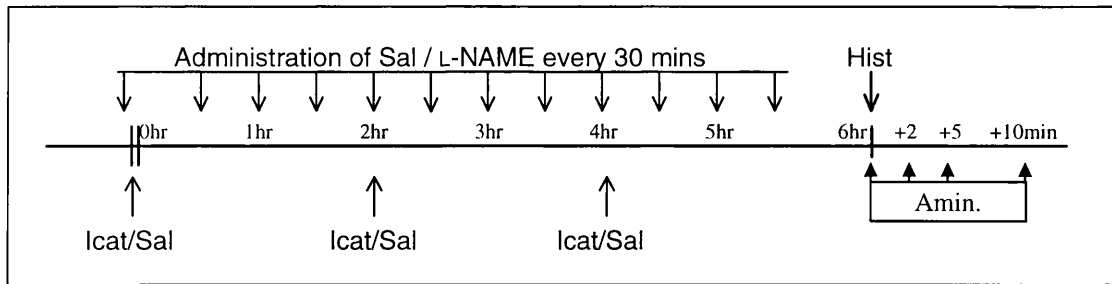 Administration of Sal / L-NAME every 30 mins
Hist
0hr 1hr 2hr 3hr 4hr 5hr 6hr +2 +5 +10min
Amin.
Icat/Sal Icat/Sal Icat/Sal